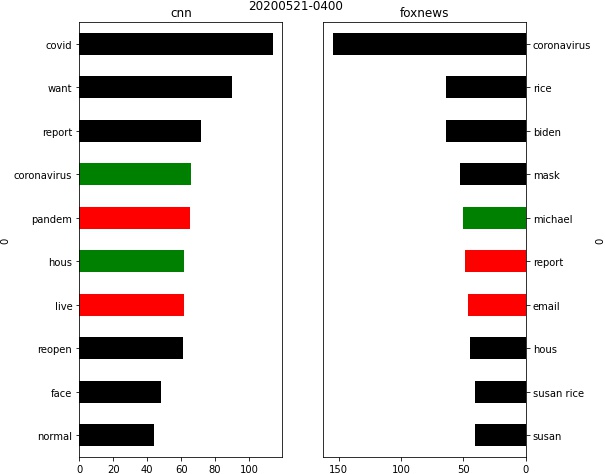 20200521-0400
cnn
foxnews
covid
want
report
coronavirus
pandem
hous
live
reopen
face
normal
0
0 20 40 60 80 100
coronavirus
rice
biden
mask
michael
report
email
hous
susan rice
susan
0
150 100 50 0